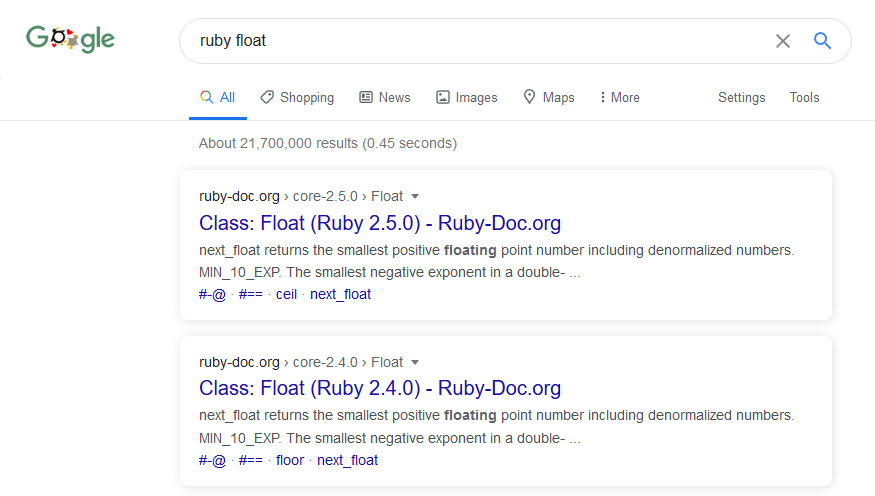 Google
ruby float
All Shopping News Images Maps More Settings Tools
About 21,700,000 results (0.45 seconds)
ruby-doc.org › core-2.5.0 › Float
Class: Float (Ruby 2.5.0) - Ruby-Doc.org
next_float returns the smallest positive floating point number including denormalized numbers.
MIN_10_EXP. The smallest negative exponent in a double- ...
#-@ · #== · ceil · next_float
ruby-doc.org › core-2.4.0 › Float
Class: Float (Ruby 2.4.0) - Ruby-Doc.org
next_float returns the smallest positive floating point number including denormalized numbers.
MIN_10_EXP. The smallest negative exponent in a double- ...
#-@ · #== · floor · next_float